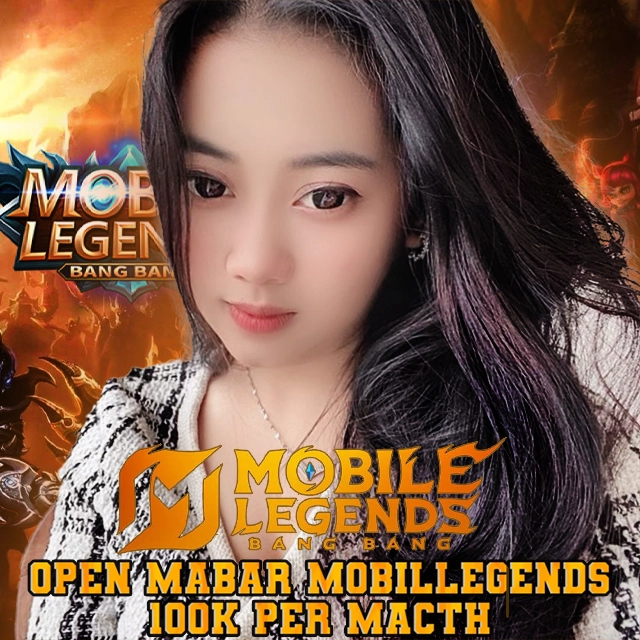 MOBILE
LEGENDS
BANG BANG
OPEN MABAR MOBILLEGENDS
100K PER MACTH
MOB
LEGEN
BANG BAN